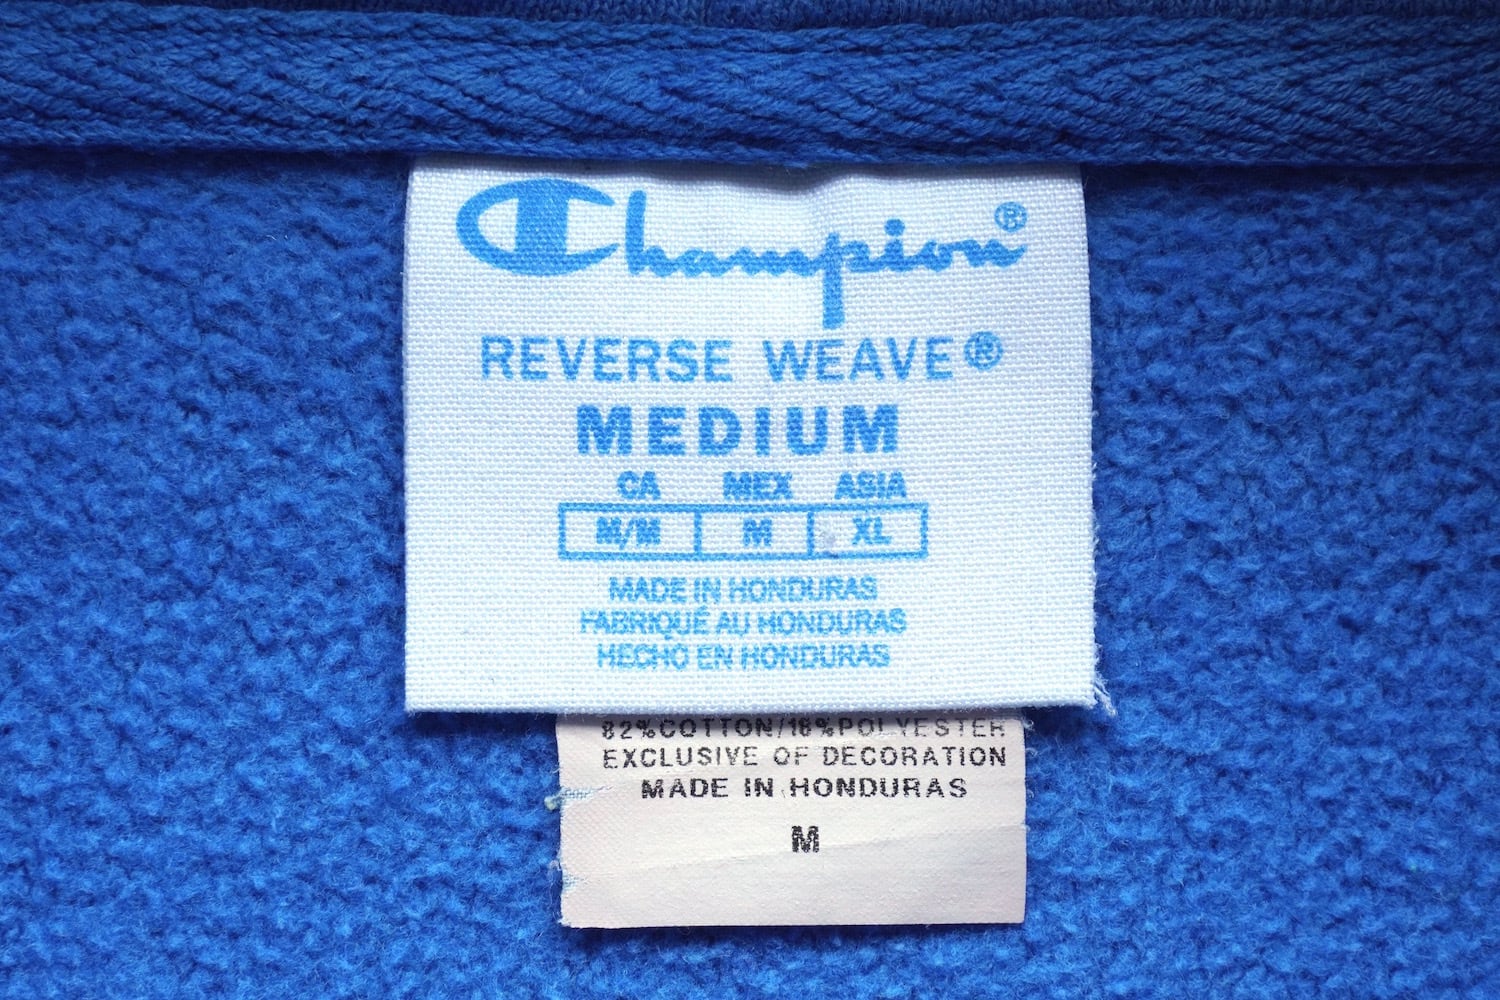 Champion®
REVERSE WEAVE®
MEDIUM
CA MEX ASIA
M/M M XL
MADE IN HONDURAS
FABRIQUÉ AU HONDURAS
HECHO EN HONDURAS
82%COTTON/18%POLYESTER
EXCLUSIVE OF DECORATION
MADE IN HONDURAS
M